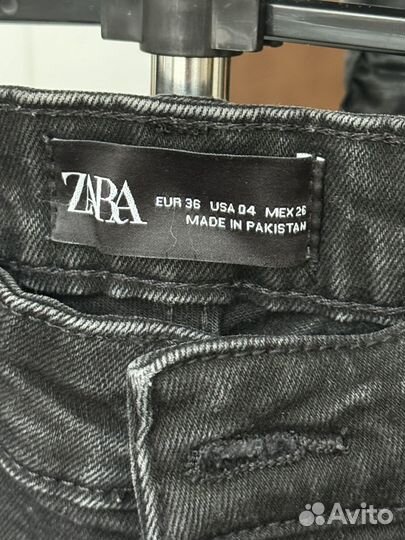 ZARA
EUR 36 USA 04 MEX 26
MADE IN PAKISTAN
Avito